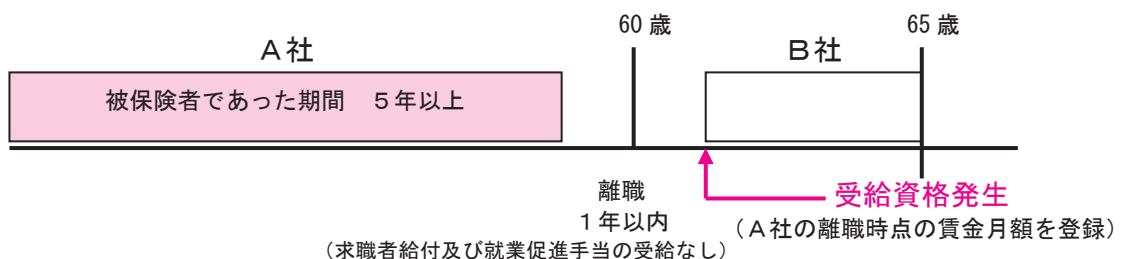 60歳
65歳
A社
B社
被保険者であった期間　5年以上
離職
1年以内
(求職者給付及び就業促進手当の受給なし)
受給資格発生
(A社の離職時点の賃金月額を登録)